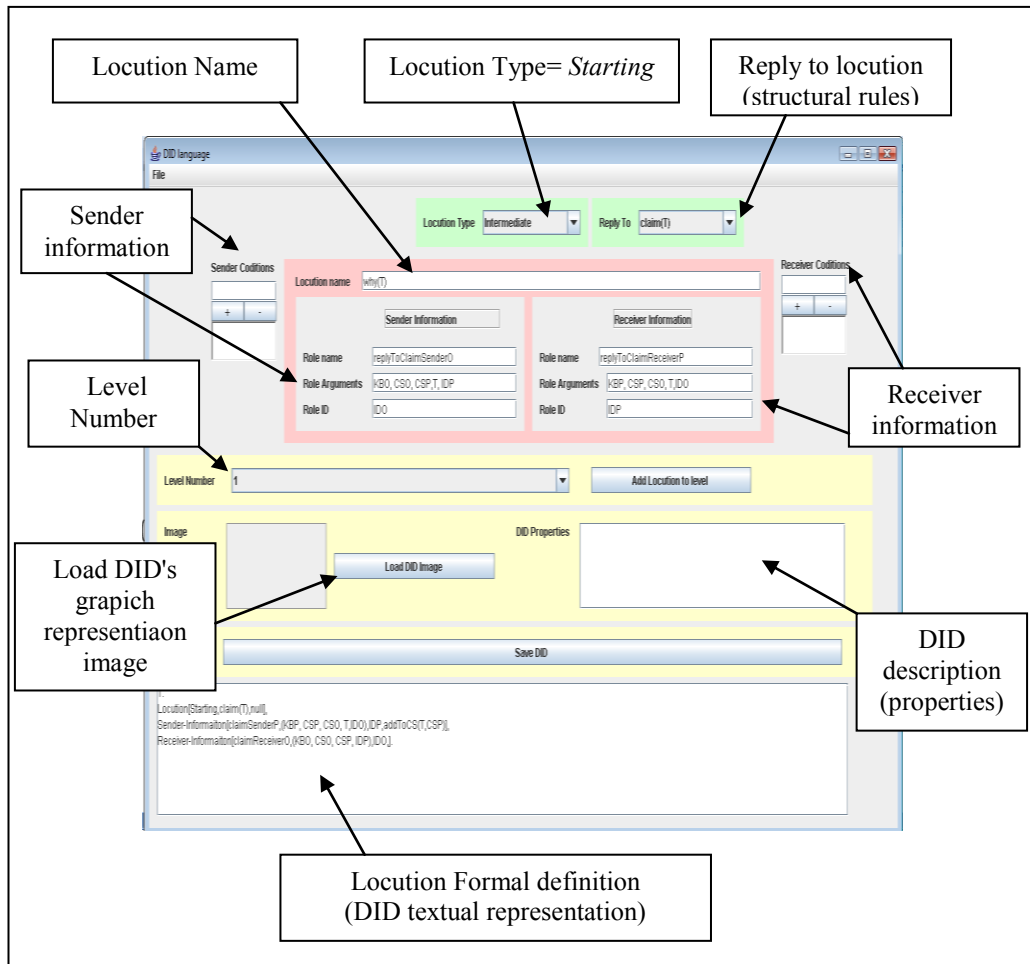 Locution Name
Locution Type= Starting
Reply to locution
(structural rules)
DID language
File
Sender
information
Locution Type
Intermediate
Reply To
claim(T)
Sender Coditions
Receiver Coditions
Locution name
why(T)
+ -
+ -
Sender Information
Receiver Information
Role name
replyToClaimSenderO
Role name
replyToClaimReceiverP
Role Arguments
KBO, CSO, CSP,T, IDP
Role Arguments
KBP, CSP, CSO, T,IDO
Role ID
IDO
Role ID
IDP
Level
Number
Receiver
information
Level Number
1
Add Locution to level
Image
Load DID Image
DID Properties
Load DID's
grapich
representiaon
image
DID
description
(properties)
Save DID
Locution[Starting,claim(T),null],
Sender-Informaiton[claimSenderP,(KBP, CSP, CSO, T,IDO),IDP,addToCS(T,CSP)],
Receiver-Informaiton[claimReceiverO,(KBO, CSO, CSP, IDP),IDO,].
Locution Formal definition
(DID textual representation)